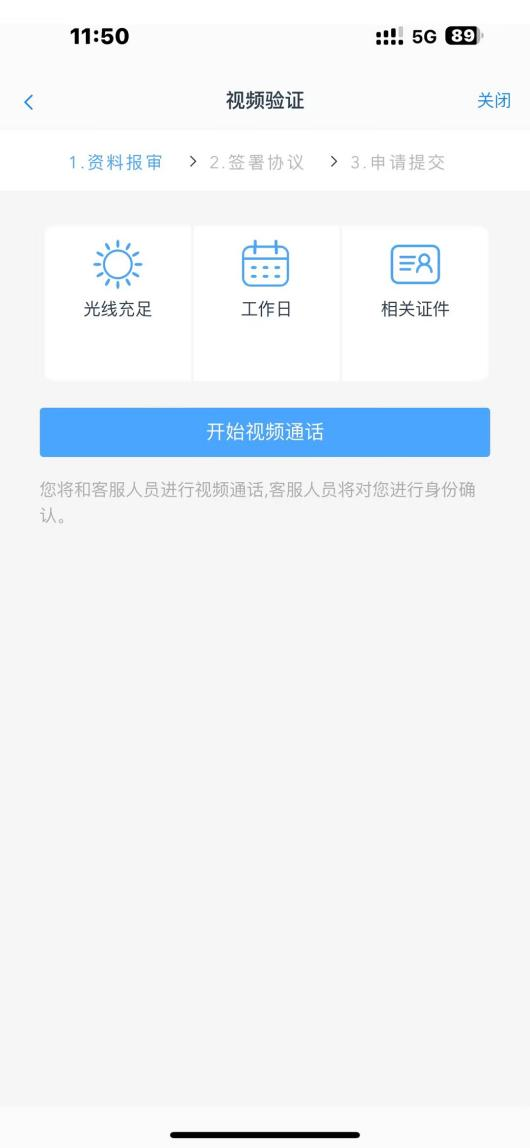 11:50 5G 89
视频验证 关闭
1.资料报审 > 2.签署协议 > 3.申请提交
光线充足 工作日 相关证件
开始视频通话
您将和客服人员进行视频通话,客服人员将对您进行身份确
认。